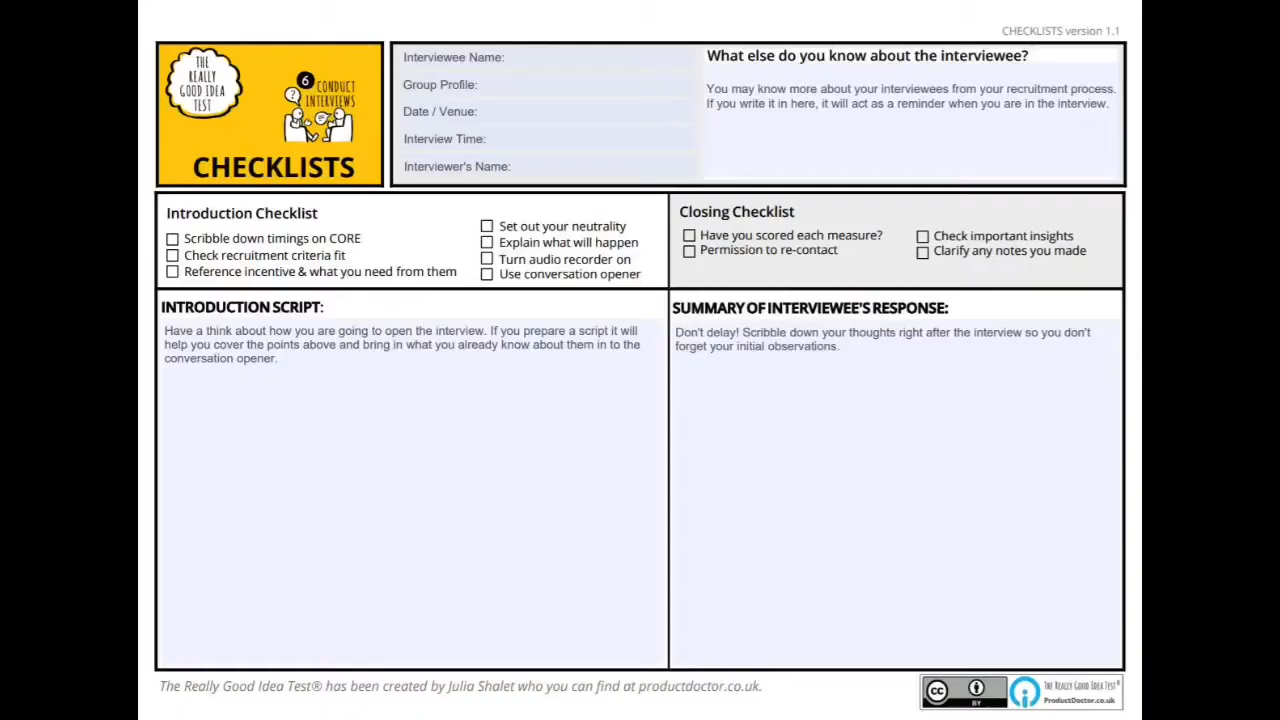 CHECKLISTS version 1.1
THE
REALLY
GOOD IDEA
TEST
6
CONDUCT
INTERVIEWS
?
CHECKLISTS
Interviewee Name:
Group Profile:
Date / Venue:
Interview Time:
Interviewer's Name:
What else do you know about the interviewee?
You may know more about your interviewees from your recruitment process.
If you write it in here, it will act as a reminder when you are in the interview.
Introduction Checklist
Scribble down timings on CORE
Check recruitment criteria fit
Reference incentive & what you need from them
Set out your neutrality
Explain what will happen
Turn audio recorder on
Use conversation opener
Closing Checklist
Have you scored each measure?
Permission to re-contact
Check important insights
Clarify any notes you made
INTRODUCTION SCRIPT:
Have a think about how you are going to open the interview. If you prepare a script it will
help you cover the points above and bring in what you already know about them in to the
conversation opener.
SUMMARY OF INTERVIEWEE'S RESPONSE:
Don't delay! Scribble down your thoughts right after the interview so you don't
forget your initial observations.
The Really Good Idea Test® has been created by Julia Shalet who you can find at productdoctor.co.uk.
CC
BY
THE REALLY GOOD IDEA TEST®
ProductDoctor.co.uk